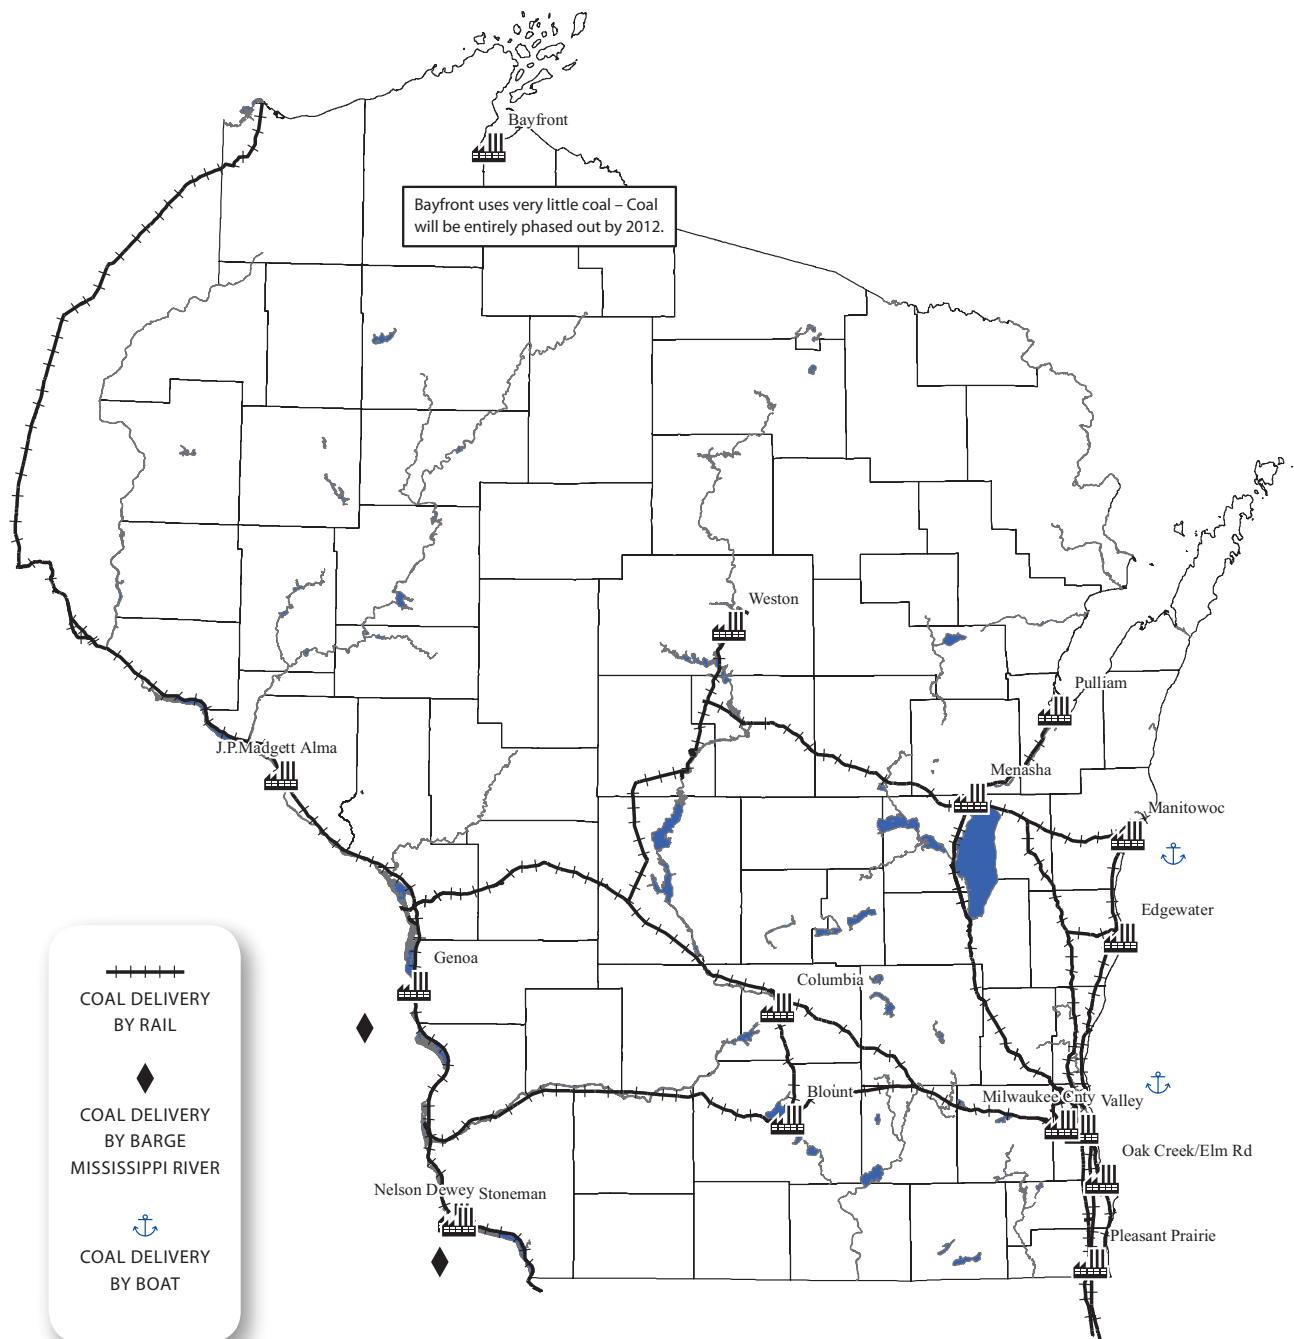 Bayfront
Bayfront uses very little coal – Coal
will be entirely phased out by 2012.
Weston
Pulliam
J.P.Madgett Alma
Menasha
Manitowoc
Edgewater
Genoa
Columbia
Blount
Milwaukee Cnty
Valley
Oak Creek/Elm Rd
Nelson Dewey
Stoneman
Pleasant Prairie
COAL DELIVERY
BY RAIL
COAL DELIVERY
BY BARGE
MISSISSIPPI RIVER
COAL DELIVERY
BY BOAT